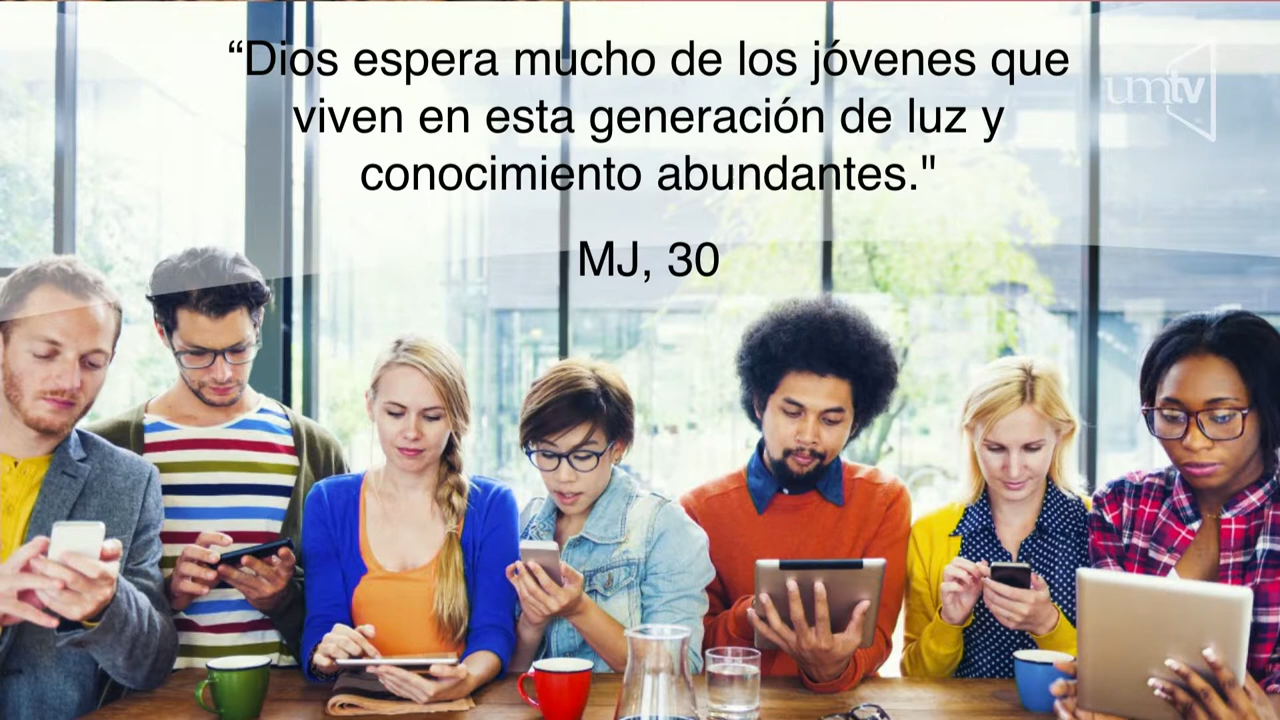 “Dios espera mucho de los jóvenes que
viven en esta generación de luz y
conocimiento abundantes."
MJ, 30
umtv